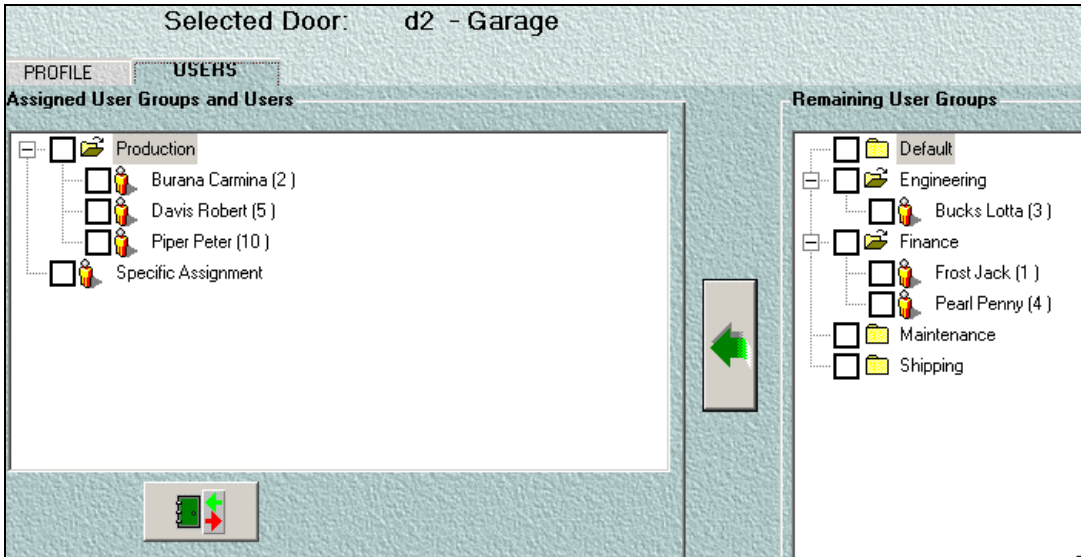 Selected Door: d2 - Garage
PROFILE
USERS
Assigned User Groups and Users
Production
Burana Carmina (2 )
Davis Robert (5 )
Piper Peter (10 )
Specific Assignment
Remaining User Groups
Default
Engineering
Bucks Lotta (3 )
Finance
Frost Jack (1 )
Pearl Penny (4 )
Maintenance
Shipping